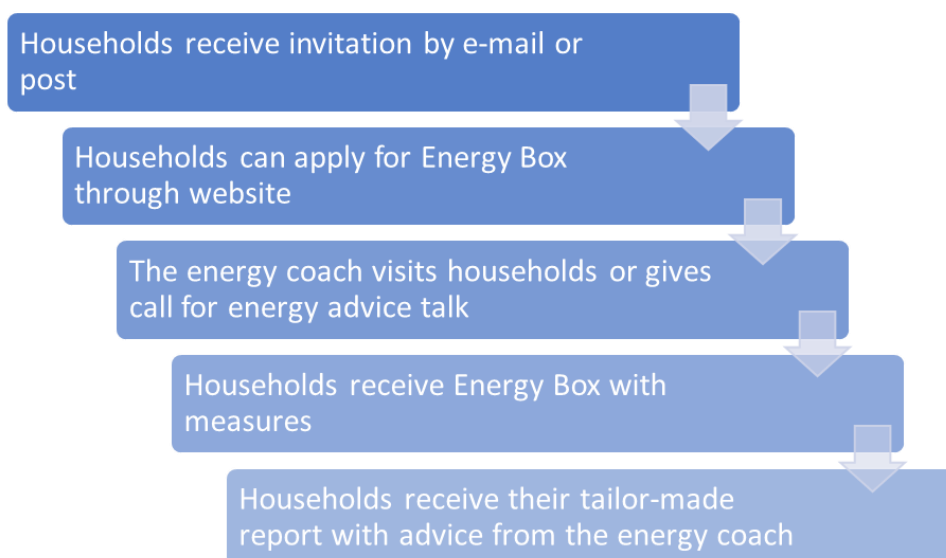 Households receive invitation by e-mail or
post
Households can apply for Energy Box
through website
The energy coach visits households or gives
call for energy advice talk
Households receive Energy Box with
measures
Households receive their tailor-made
report with advice from the energy coach